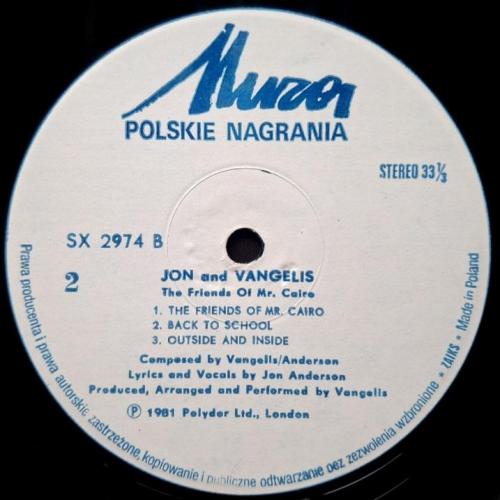 Muza
POLSKIE NAGRANIA
STEREO 33⅓
SX 2974 B
2
JON and VANGELIS
The Friends Of Mr. Cairo
1. THE FRIENDS OF MR. CAIRO
2. BACK TO SCHOOL
3. OUTSIDE AND INSIDE
Composed by Vangelis/Anderson
Lyrics and Vocals by Jon Anderson
Produced, Arranged and Performed by Vangelis
Ⓟ 1981 Polydor Ltd., London
Prawa producenta i prawa autorskie zastrzeżone, kopiowanie i publiczne odtwarzanie bez zezwolenia wzbronione • ZAIKS • Made in Poland